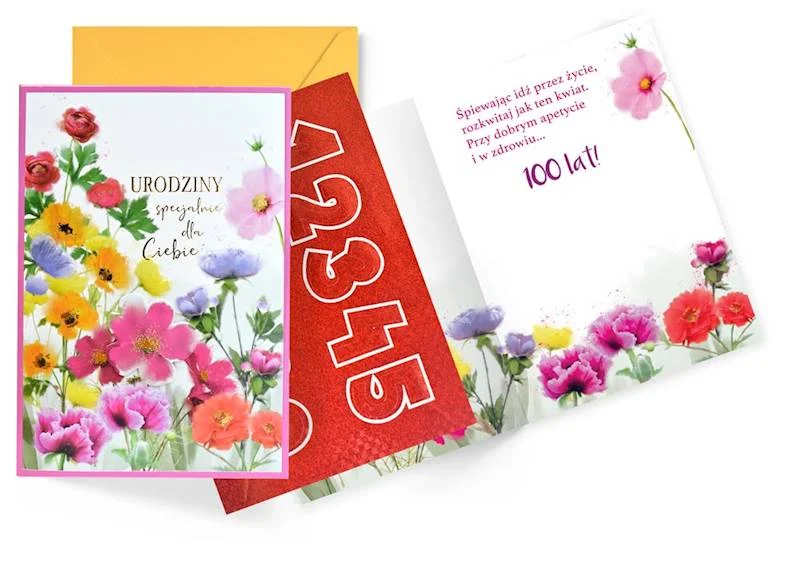 URODZINY
specjalnie
dla
Ciebie
12345
Śpiewając idź przez życie,
rozkwitaj jak ten kwiat.
Przy dobrym apetycie
i w zdrowiu...
100 lat!